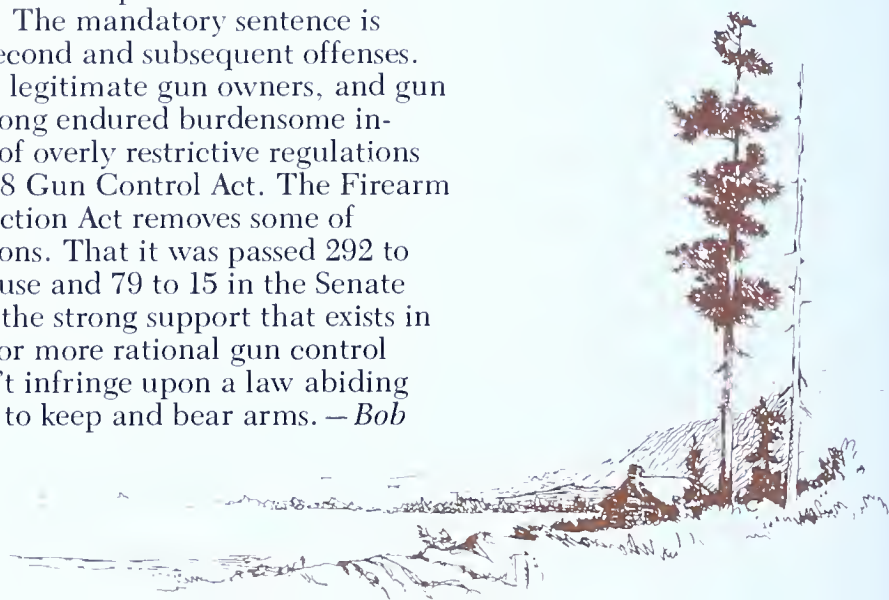 The mandatory sentence is
econd and subsequent offenses.
legitimate gun owners, and gun
ong endured burdensome in-
of overly restrictive regulations
8 Gun Control Act. The Firearm
ction Act removes some of
ons. That it was passed 292 to
use and 79 to 15 in the Senate
the strong support that exists in
or more rational gun control
't infringe upon a law abiding
to keep and bear arms. — Bob